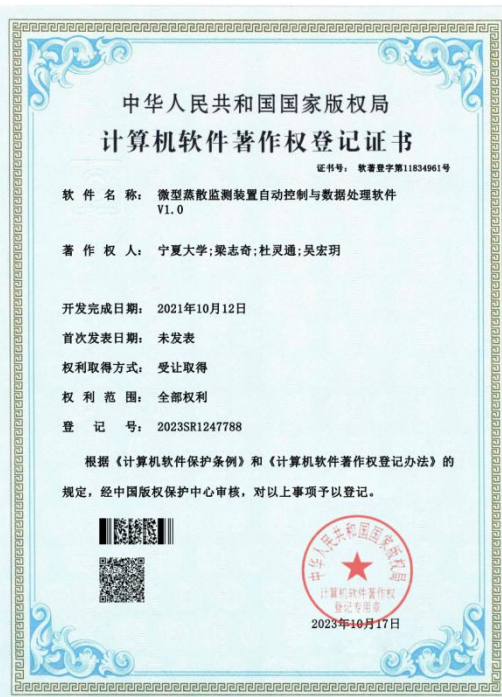 中华人民共和国国家版权局
计算机软件著作权登记证书
证书号： 软著登字第11834961号
软 件 名 称： 微型蒸散监测装置自动控制与数据处理软件
V1.0
著 作 权 人： 宁夏大学;梁志奇;杜灵通;吴宏玥
开发完成日期： 2021年10月12日
首次发表日期： 未发表
权利取得方式： 受让取得
权 利 范 围： 全部权利
登 记 号： 2023SR1247788
根据《计算机软件保护条例》和《计算机软件著作权登记办法》的
规定，经中国版权保护中心审核，对以上事项予以登记。
中华人民共和国国家版权局
计算机软件著作权
登记专用章
2023年10月17日